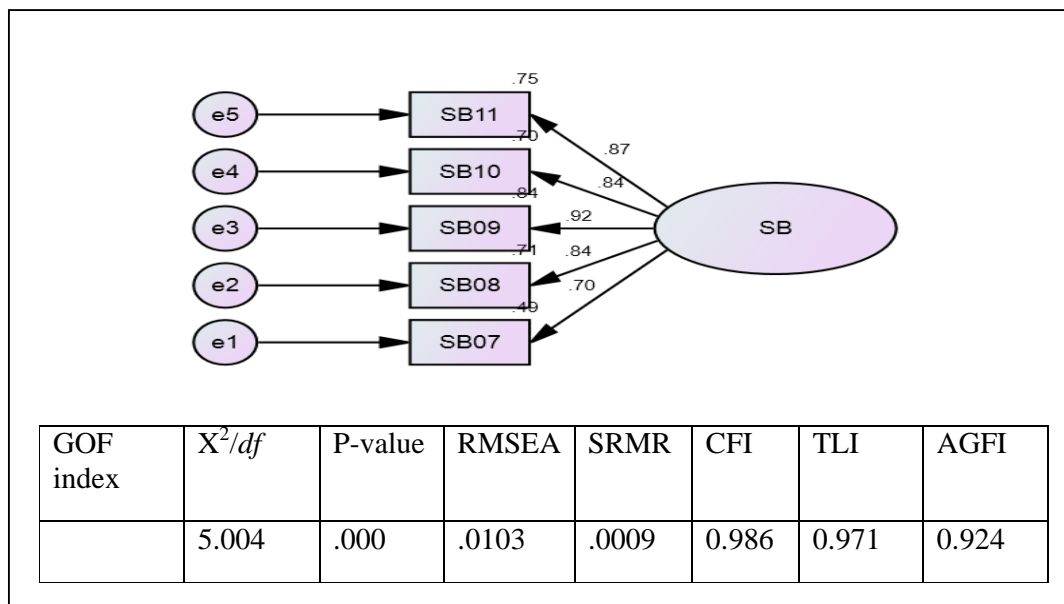 .75
e5 SB11
.87
.70
e4 SB10
.84
.84
e3 SB09 .92 SB
.71
e2 SB08 .84
.70
.49
e1 SB07
GOF index X²/df P-value RMSEA SRMR CFI TLI AGFI
5.004 .000 .0103 .0009 0.986 0.971 0.924